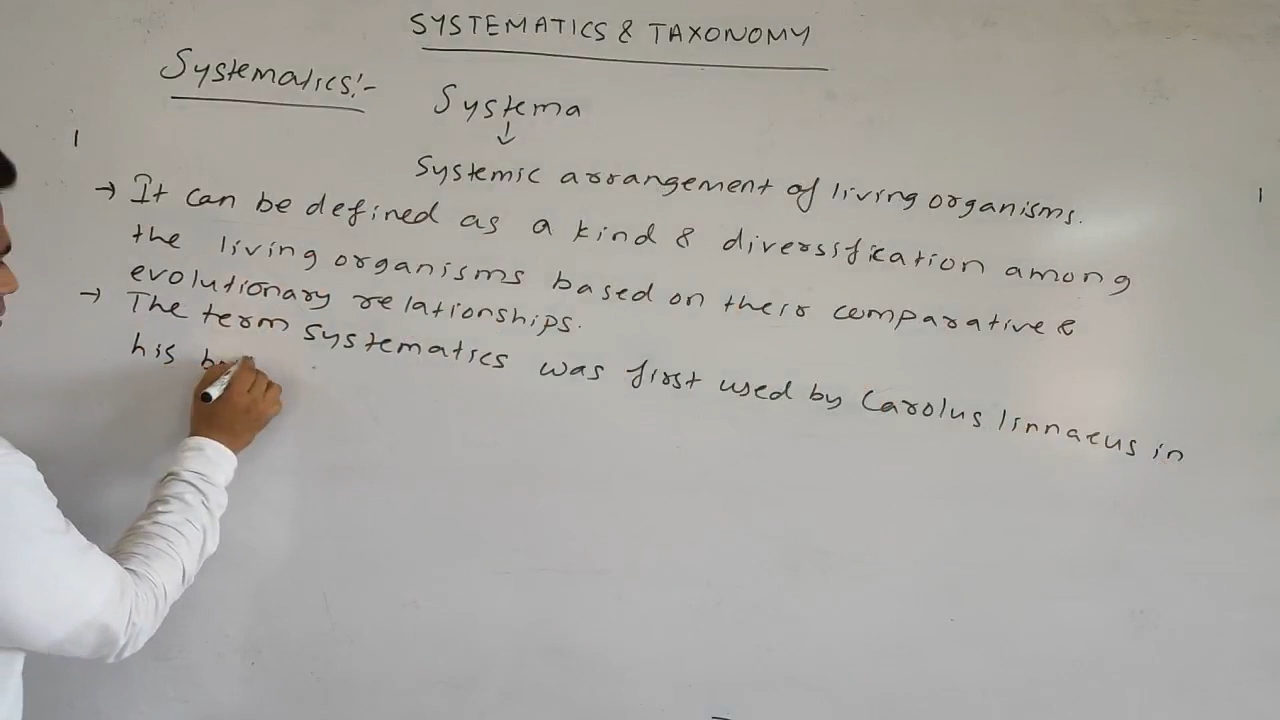 SYSTEMATICS & TAXONOMY
Systematics:-
Systema
↓
Systemic arrangement of living organisms.
→ It can be defined as a kind & diversification among
the living organisms based on their comparative &
evolutionary relationships.
→ The term systematics was first used by Carolus linnaeus in
his